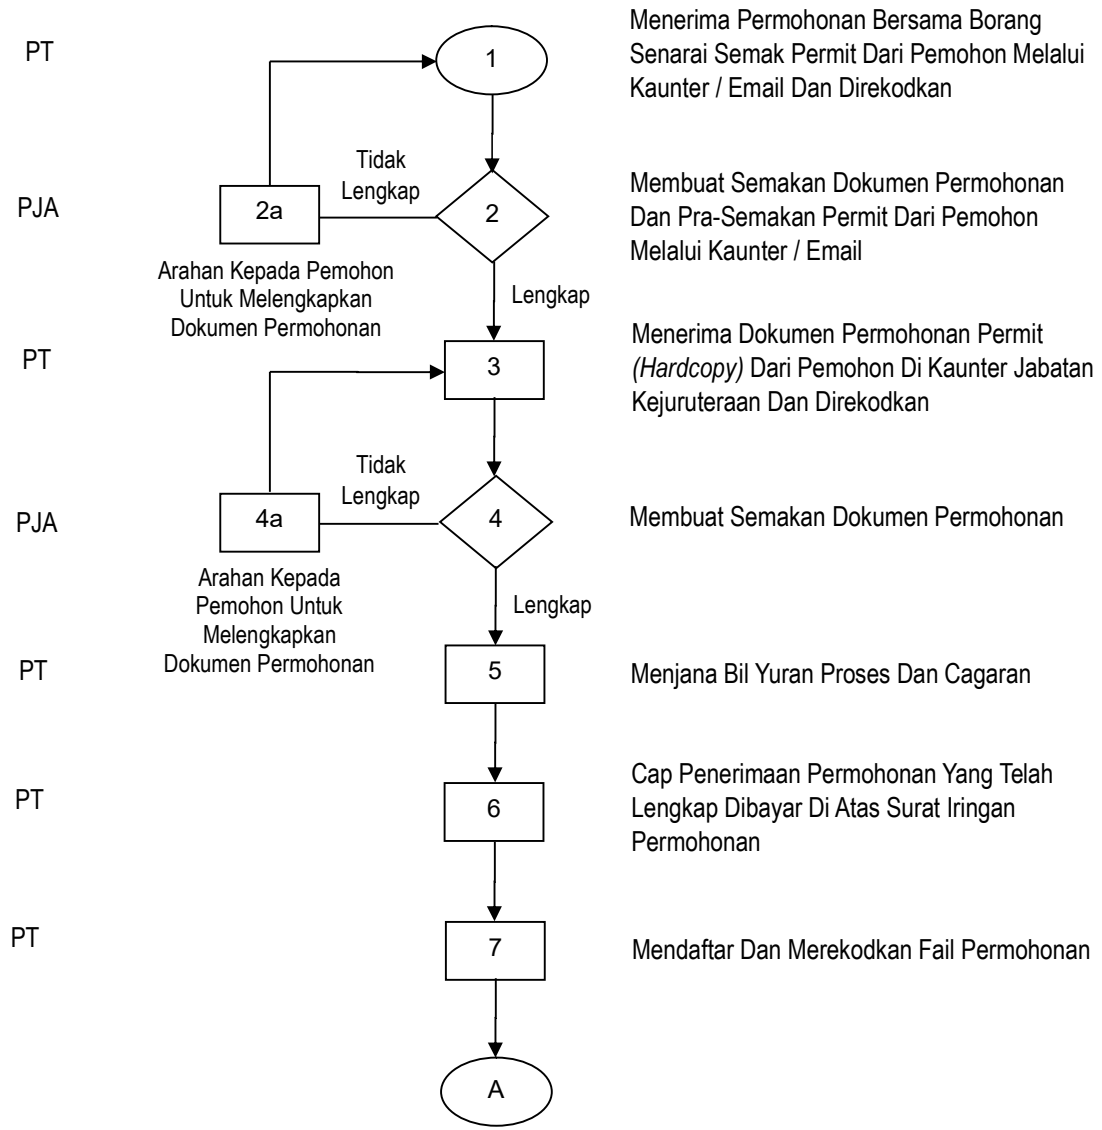 PT
1
Menerima Permohonan Bersama Borang
Senarai Semak Permit Dari Pemohon Melalui
Kaunter / Email Dan Direkodkan
PJA
2a
Tidak
Lengkap
2
Membuat Semakan Dokumen Permohonan
Dan Pra-Semakan Permit Dari Pemohon
Melalui Kaunter / Email
Arahan Kepada Pemohon
Untuk Melengkapkan
Dokumen Permohonan
Lengkap
PT
3
Menerima Dokumen Permohonan Permit
(Hardcopy) Dari Pemohon Di Kaunter Jabatan
Kejuruteraan Dan Direkodkan
PJA
4a
Tidak
Lengkap
4
Membuat Semakan Dokumen Permohonan
Arahan Kepada
Pemohon Untuk
Melengkapkan
Dokumen Permohonan
Lengkap
PT
5
Menjana Bil Yuran Proses Dan Cagaran
PT
6
Cap Penerimaan Permohonan Yang Telah
Lengkap Dibayar Di Atas Surat Iringan
Permohonan
PT
7
Mendaftar Dan Merekodkan Fail Permohonan
A